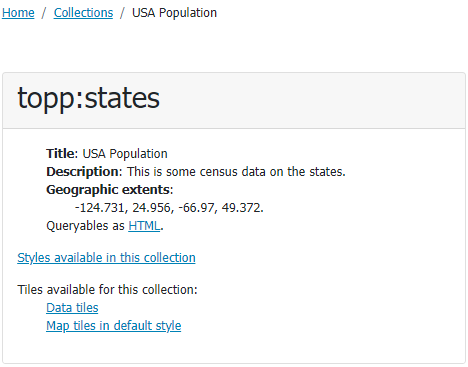 Home / Collections / USA Population
topp:states
Title: USA Population
Description: This is some census data on the states.
Geographic extents:
-124.731, 24.956, -66.97, 49.372.
Queryables as HTML.
Styles available in this collection
Tiles available for this collection:
Data tiles
Map tiles in default style